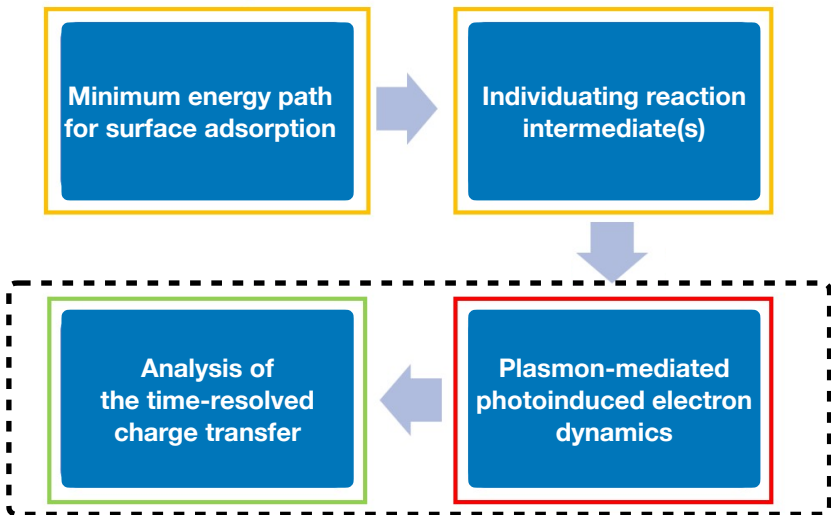 Minimum energy path
for surface adsorption
Individuating reaction
intermediate(s)
Plasmon-mediated
photoinduced electron
dynamics
Analysis of
the time-resolved
charge transfer